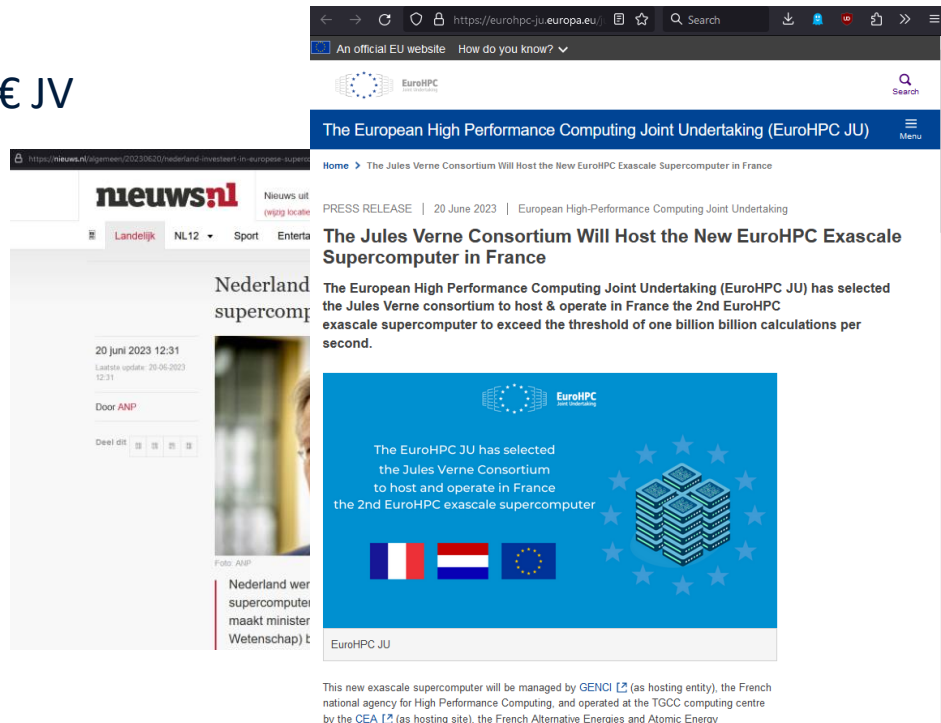 € JV
https://nieuws.nl/algemeen/20230620/nederland-investeert-in-europese-superco
nieuws.nl
Nieuws uit
(wijzig locatie
Landelijk NL12 Sport Enterta
Nederland
supercomp
20 juni 2023 12:31
Laatste update: 20-06-2023
12:31
Door ANP
Deel dit
Foto: ANP
Nederland wer
supercomputer
maakt minister
Wetenschap) b
https://eurohpc-ju.europa.eu/
Search
An official EU website How do you know?
EuroHPC
Joint Undertaking
Search
The European High Performance Computing Joint Undertaking (EuroHPC JU)
Menu
Home > The Jules Verne Consortium Will Host the New EuroHPC Exascale Supercomputer in France
PRESS RELEASE | 20 June 2023 | European High-Performance Computing Joint Undertaking
The Jules Verne Consortium Will Host the New EuroHPC Exascale
Supercomputer in France
The European High Performance Computing Joint Undertaking (EuroHPC JU) has selected
the Jules Verne consortium to host & operate in France the 2nd EuroHPC
exascale supercomputer to exceed the threshold of one billion billion calculations per
second.
EuroHPC
Joint Undertaking
The EuroHPC JU has selected
the Jules Verne Consortium
to host and operate in France
the 2nd EuroHPC exascale supercomputer
EuroHPC JU
This new exascale supercomputer will be managed by GENCI (as hosting entity), the French
national agency for High Performance Computing, and operated at the TGCC computing centre
by the CEA (as hosting site), the French Alternative Energies and Atomic Energy